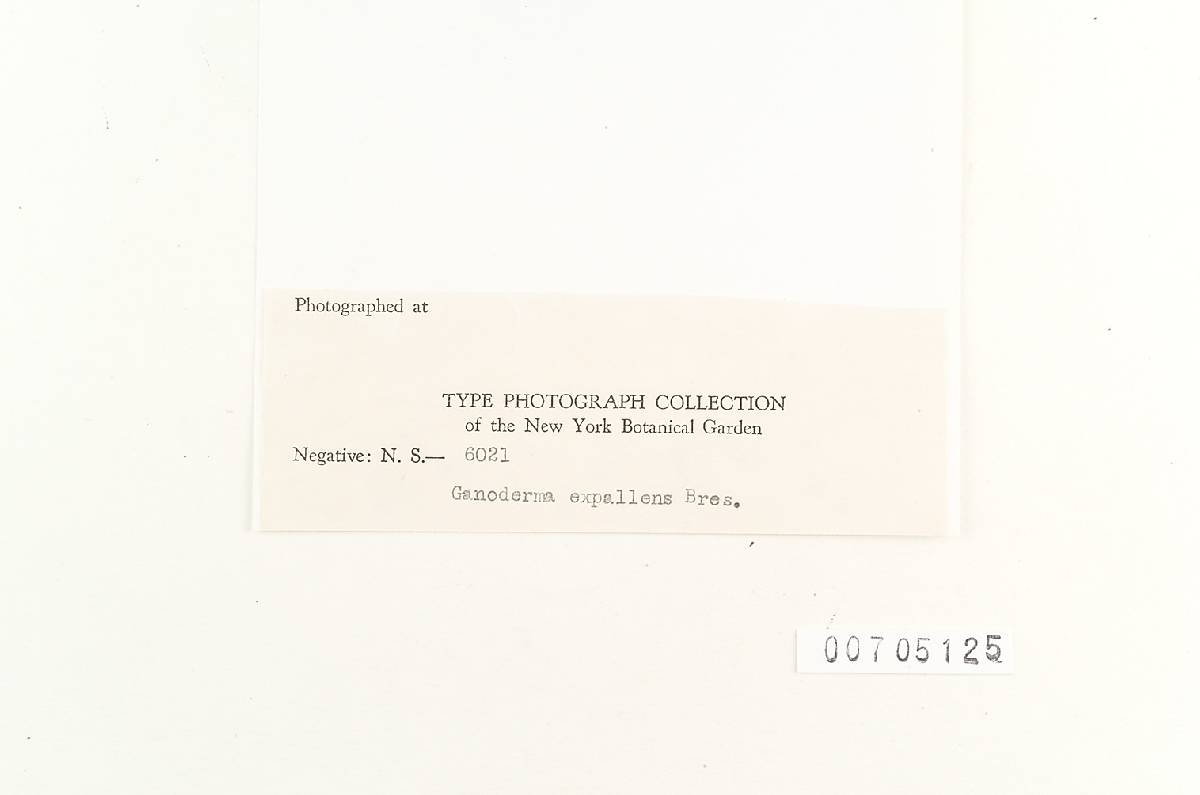 Photographed at
TYPE PHOTOGRAPH COLLECTION
of the New York Botanical Garden
Negative: N. S.— 6021
Ganoderma expallens Bres.
00705125